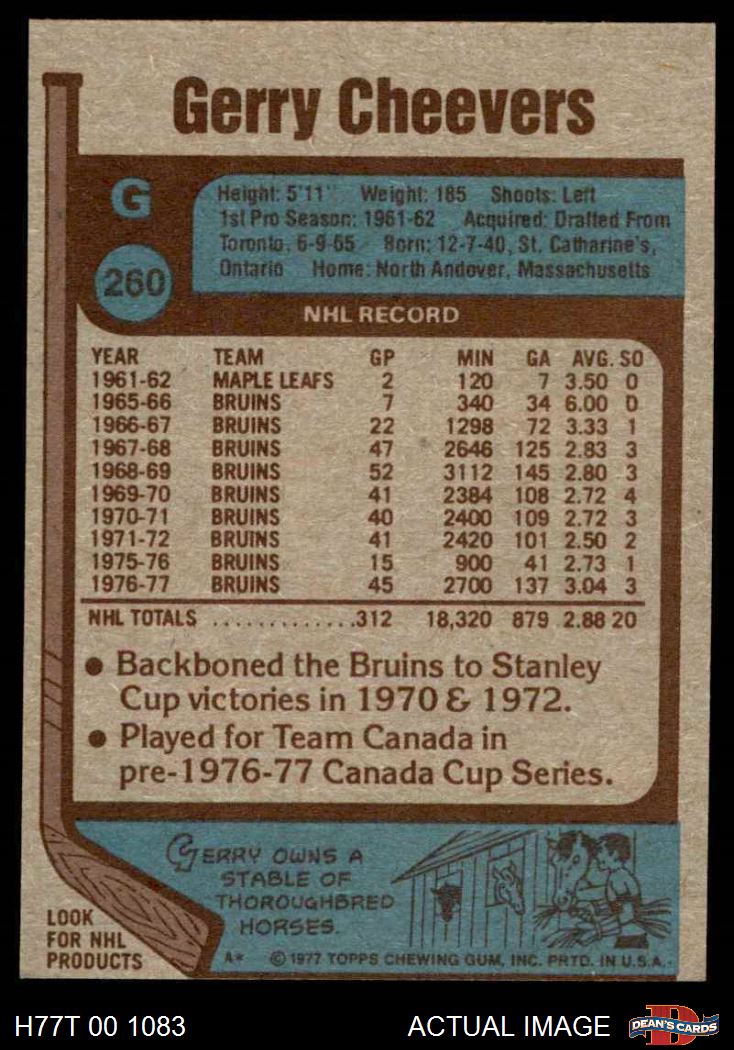 Gerry Cheevers
G
260
Height: 5'11" Weight: 185 Shoots: Left
1st Pro Season: 1961-62 Acquired: Drafted From
Toronto, 6-9-65 Born: 12-7-40, St. Catharine's,
Ontario Home: North Andover, Massachusetts
NHL RECORD
YEAR TEAM GP MIN GA AVG. SO
1961-62 MAPLE LEAFS 2 120 7 3.50 0
1965-66 BRUINS 7 340 34 6.00 0
1966-67 BRUINS 22 1298 72 3.33 1
1967-68 BRUINS 47 2646 125 2.83 3
1968-69 BRUINS 52 3112 145 2.80 3
1969-70 BRUINS 41 2384 108 2.72 4
1970-71 BRUINS 40 2400 109 2.72 3
1971-72 BRUINS 41 2420 101 2.50 2
1975-76 BRUINS 15 900 41 2.73 1
1976-77 BRUINS 45 2700 137 3.04 3
NHL TOTALS .............312 18,320 879 2.88 20
● Backboned the Bruins to Stanley
Cup victories in 1970 & 1972.
● Played for Team Canada in
pre-1976-77 Canada Cup Series.
GERRY OWNS A
STABLE OF
THOROUGHBRED
HORSES.
LOOK
FOR NHL
PRODUCTS
A* © 1977 TOPPS CHEWING GUM, INC. PRTD. IN U.S.A.
H77T 00 1083 ACTUAL IMAGE
D
DEAN'S CARDS